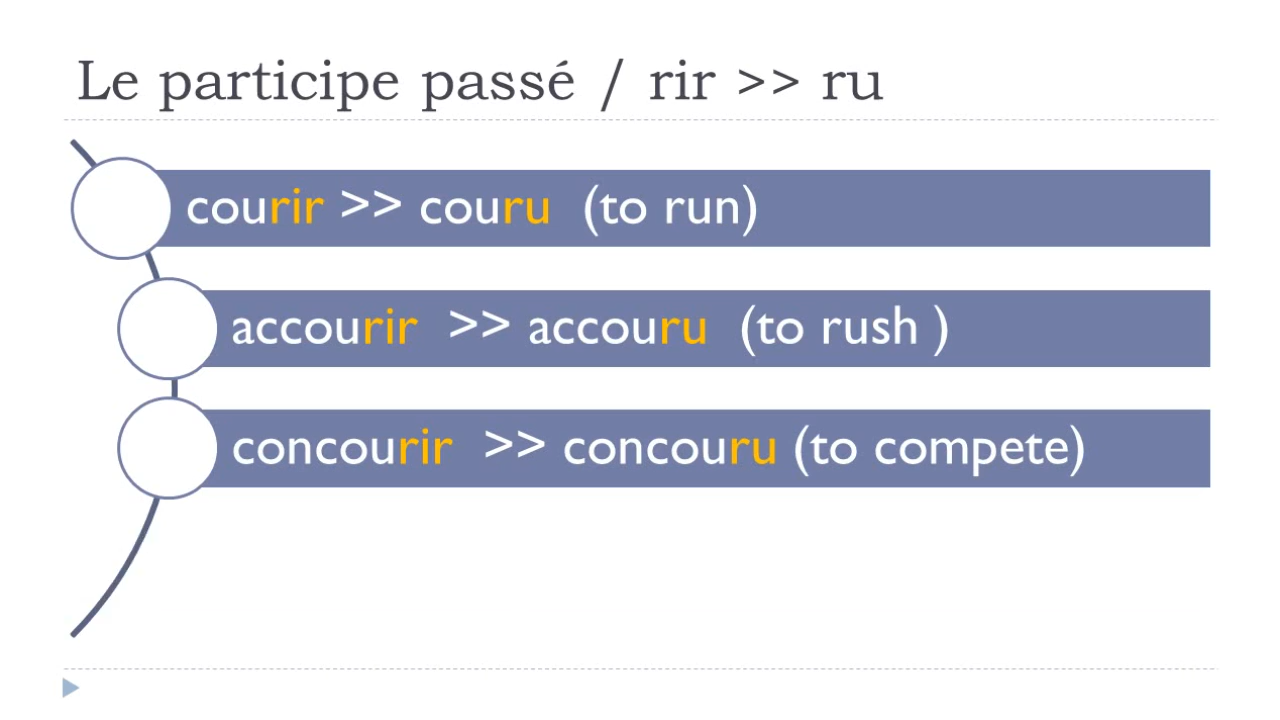 Le participe passé / rir >> ru
courir >> couru (to run)
accourir >> accouru (to rush )
concourir >> concouru (to compete)